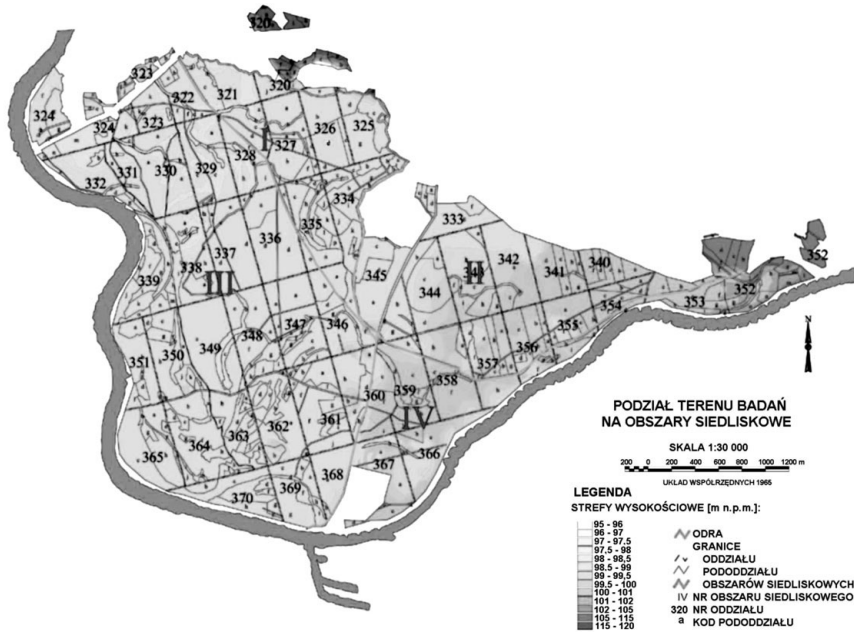 320
323
324
322
321
320
324
323
I
327
326
325
332
331
330
329
328
334
335
333
339
338
337
336
III
345
344
343
II
342
341
340
352
352
353
354
355
356
351
350
349
348
347
346
357
358
359
360
IV
365
364
363
362
361
366
367
368
369
370
N
PODZIAŁ TERENU BADAŃ
NA OBSZARY SIEDLISKOWE
SKALA 1:30 000
200 0 200 400 600 800 1000 1200 m
UKŁAD WSPÓŁRZĘDNYCH 1965
LEGENDA
STREFY WYSOKOŚCIOWE [m n.p.m.]:
95 - 96
96 - 97
97 - 97.5
97.5 - 98
98 - 98,5
98.5 - 99
99 - 99,5
99.5 - 100
100 - 101
101 - 102
102 - 105
105 - 115
115 - 120
ODRA
GRANICE
ODDZIAŁU
PODODDZIAŁU
OBSZARÓW SIEDLISKOWYCH
IV NR OBSZARU SIEDLISKOWEGO
320 NR ODDZIAŁU
a KOD PODODDZIAŁU